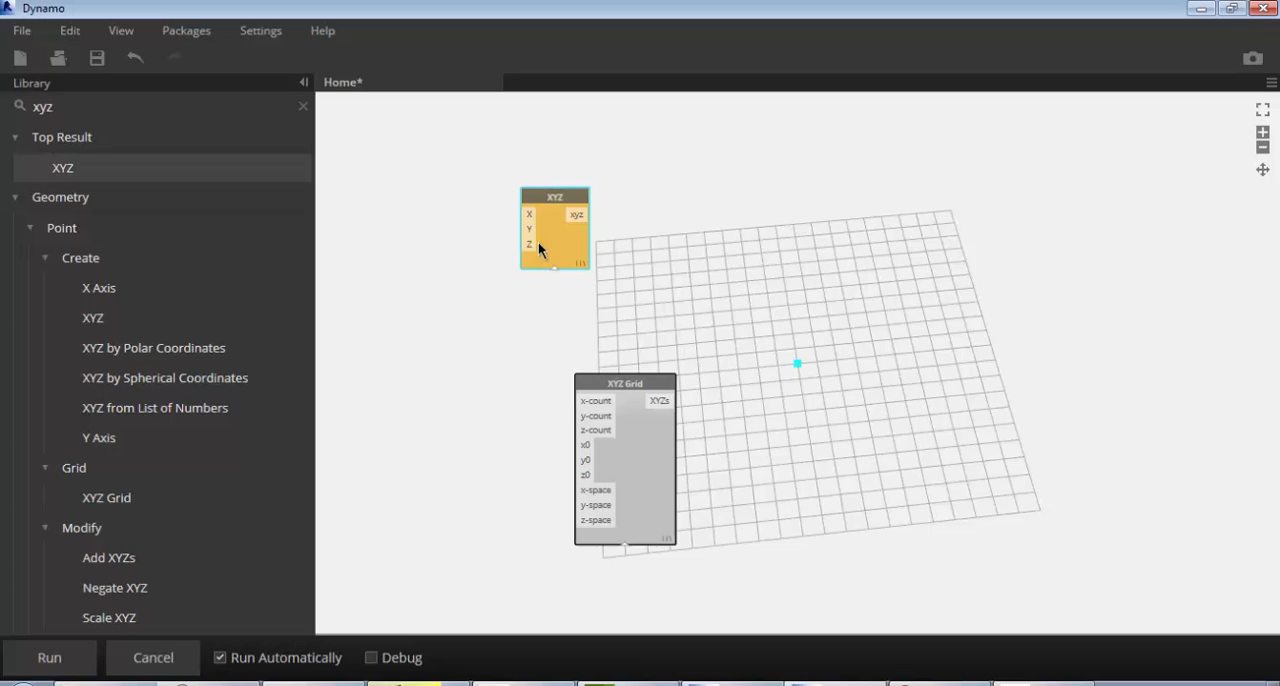 Dynamo
File Edit View Packages Settings Help
Library
Home*
xyz
Top Result
XYZ
Geometry
Point
Create
X Axis
XYZ
XYZ by Polar Coordinates
XYZ by Spherical Coordinates
XYZ from List of Numbers
Y Axis
Grid
XYZ Grid
Modify
Add XYZs
Negate XYZ
Scale XYZ
XYZ
X xyz
Y
Z
XYZ Grid
x-count XYZs
y-count
z-count
x0
y0
z0
x-space
y-space
z-space
Run Cancel Run Automatically Debug